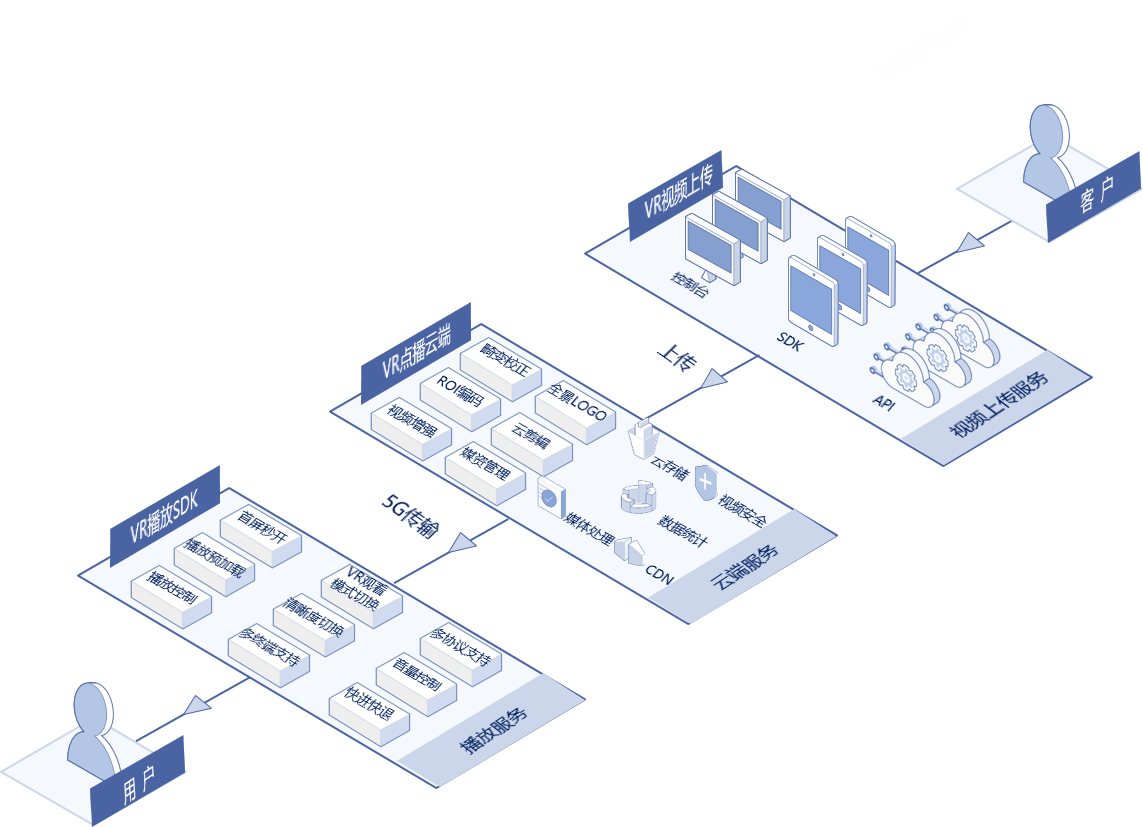 客户
VR视频上传
控制台
SDK
API
视频上传服务
上传
VR点播云端
畸变校正
ROI编码
视频增强
全景LOGO
云剪辑
媒资管理
云存储
视频安全
数据统计
媒体处理
CDN
云端服务
5G传输
VR播放SDK
首屏秒开
播放预加载
播放控制
VR观看
模式切换
清晰度切换
多终端支持
多协议支持
音量控制
快进快退
播放服务
用户